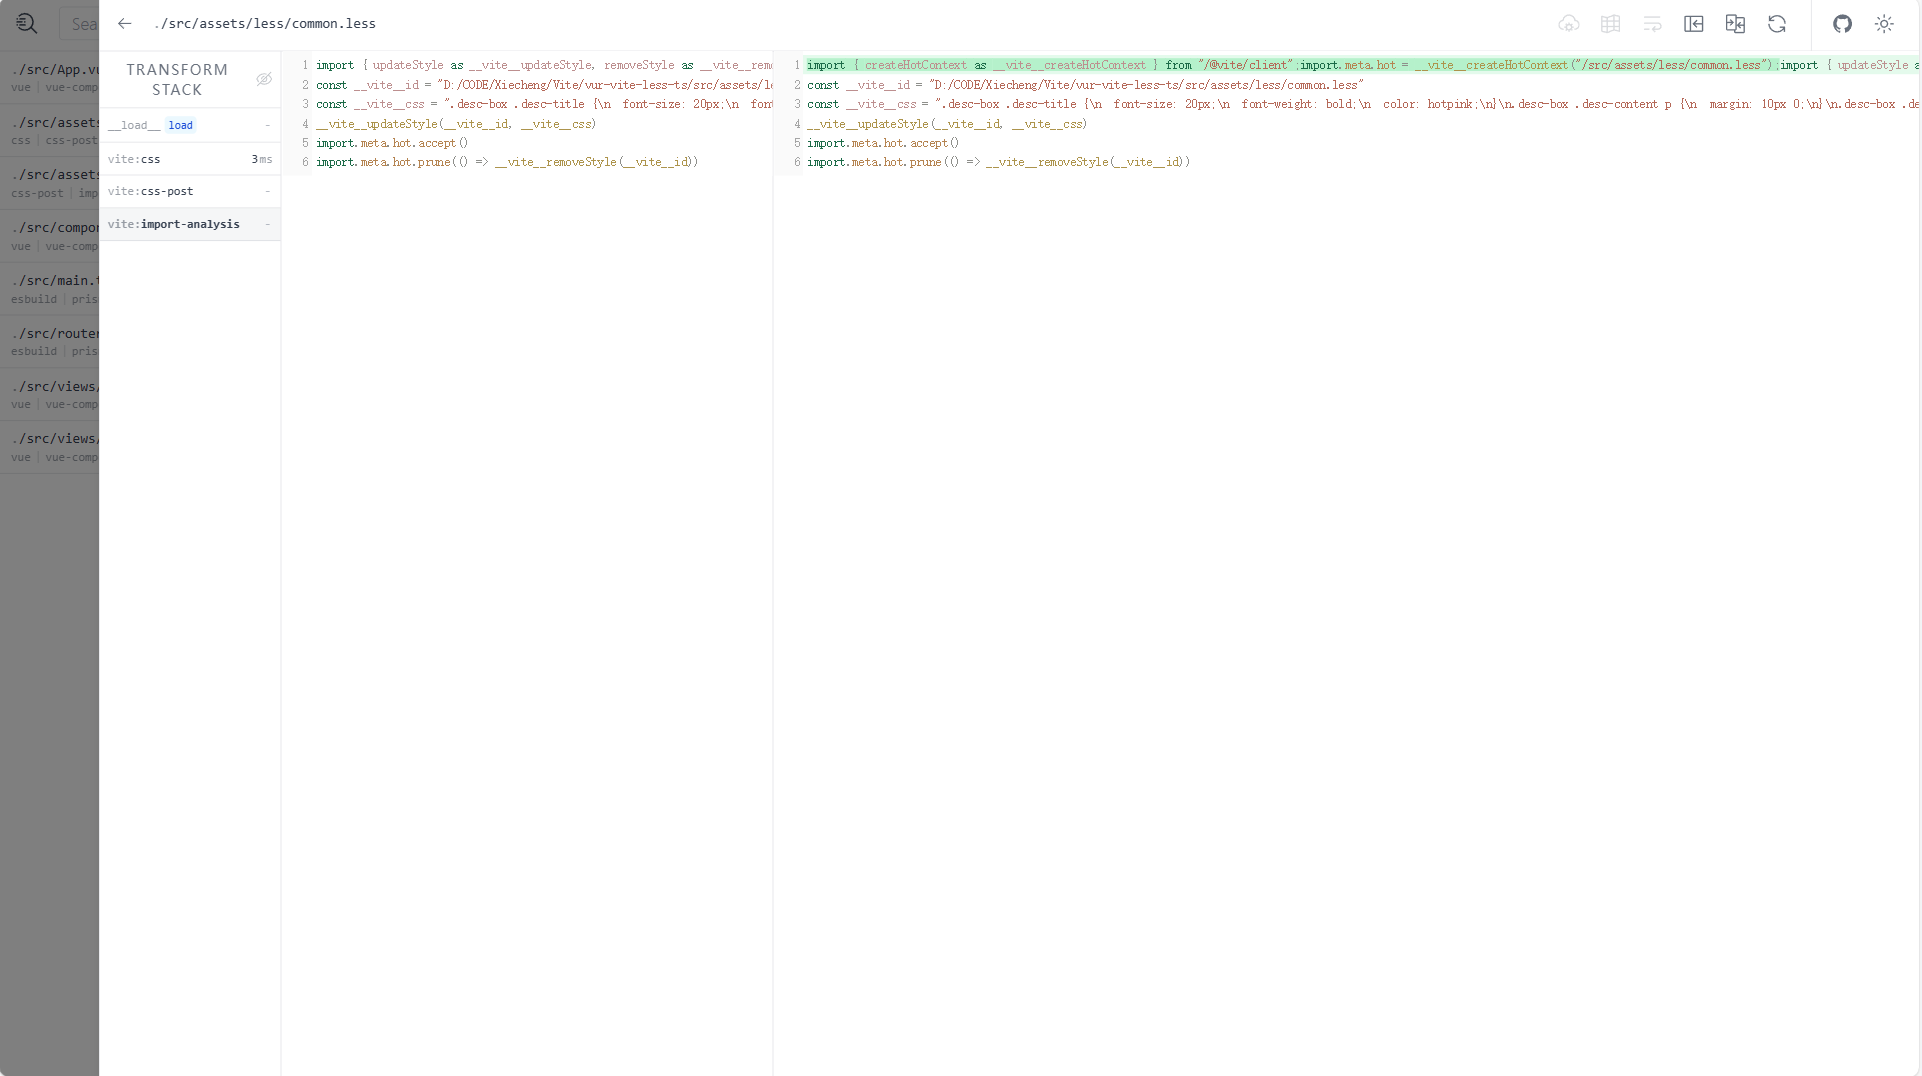 Sea
./src/assets/less/common.less
./src/App.vu
vue | vue-comp
./src/assets
css | css-post
./src/assets
css-post | imp
./src/compor
vue | vue-comp
./src/main.t
esbuild | pris
./src/router
esbuild | pris
./src/views/
vue | vue-comp
./src/views/
vue | vue-comp
TRANSFORM
STACK
__load__ load -
vite:css 3ms
vite:css-post -
vite:import-analysis -
1 import { updateStyle as __vite__updateStyle, removeStyle as __vite__rem
2 const __vite__id = "D:/CODE/Xiecheng/Vite/vur-vite-less-ts/src/assets/le
3 const __vite__css = ".desc-box .desc-title {\n  font-size: 20px;\n  font
4 __vite__updateStyle(__vite__id, __vite__css)
5 import.meta.hot.accept()
6 import.meta.hot.prune(() => __vite__removeStyle(__vite__id))
1 import { createHotContext as __vite__createHotContext } from "/@vite/client";import.meta.hot = __vite__createHotContext("/src/assets/less/common.less");import { updateStyle a
2 const __vite__id = "D:/CODE/Xiecheng/Vite/vur-vite-less-ts/src/assets/less/common.less"
3 const __vite__css = ".desc-box .desc-title {\n  font-size: 20px;\n  font-weight: bold;\n  color: hotpink;\n}\n.desc-box .desc-content p {\n  margin: 10px 0;\n}\n.desc-box .de
4 __vite__updateStyle(__vite__id, __vite__css)
5 import.meta.hot.accept()
6 import.meta.hot.prune(() => __vite__removeStyle(__vite__id))